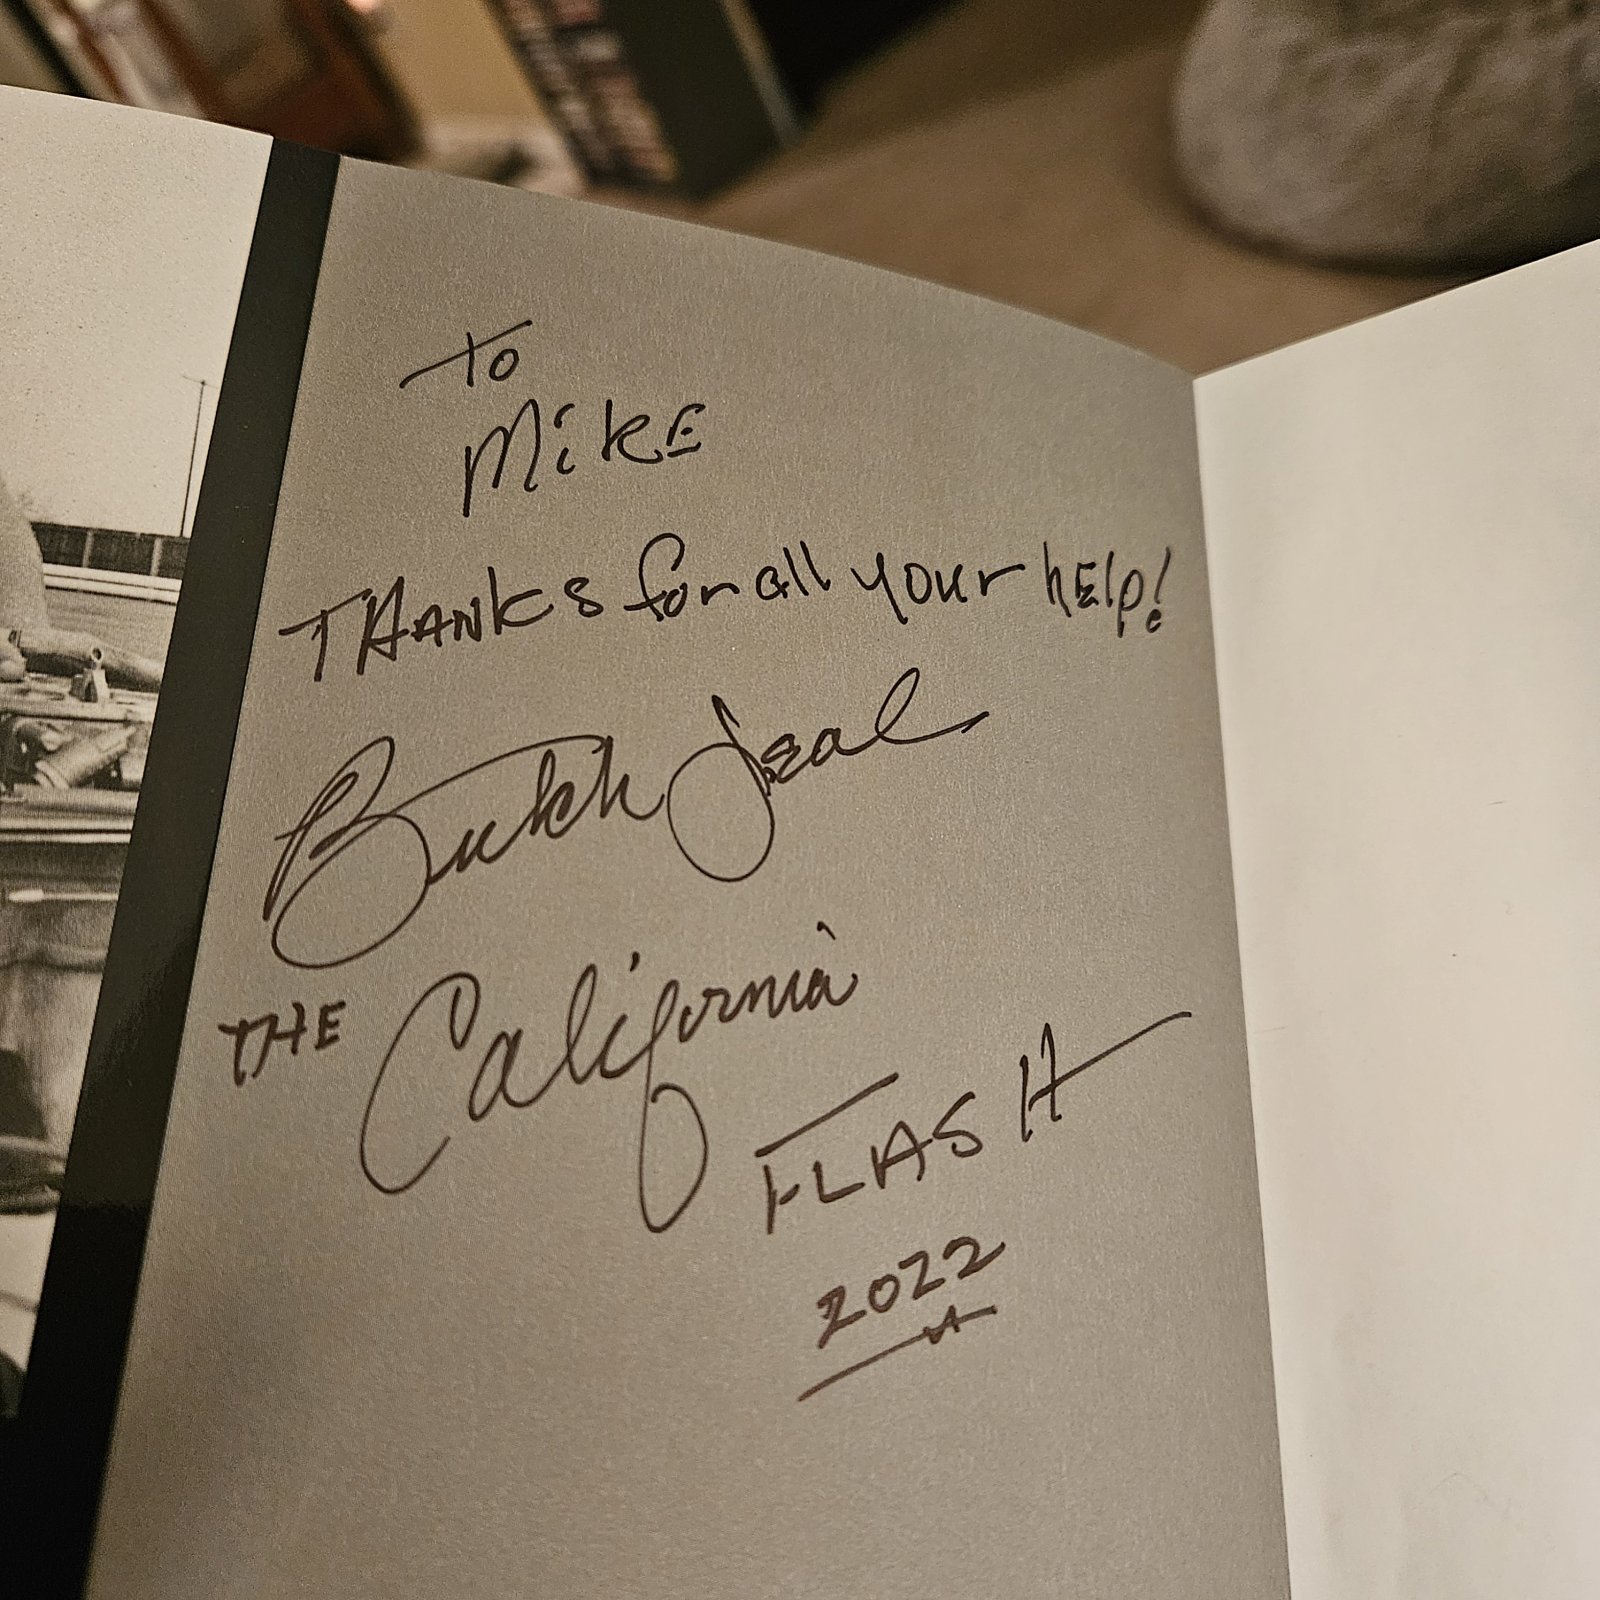 To
MiKE
THANKS for all your hElp!
Butch Leal
THE California
FLASH
2022